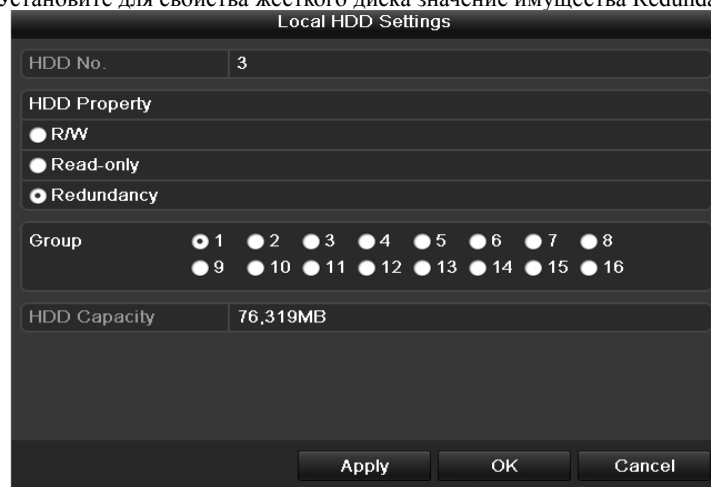 Установите для свойства жесткого диска значение имущества
Local HDD Settings
HDD No. 3
HDD Property
R/W
Read-only
Redundancy
Group 1 2 3 4 5 6 7 8
9 10 11 12 13 14 15 16
HDD Capacity 76,319MB
Apply OK Cancel